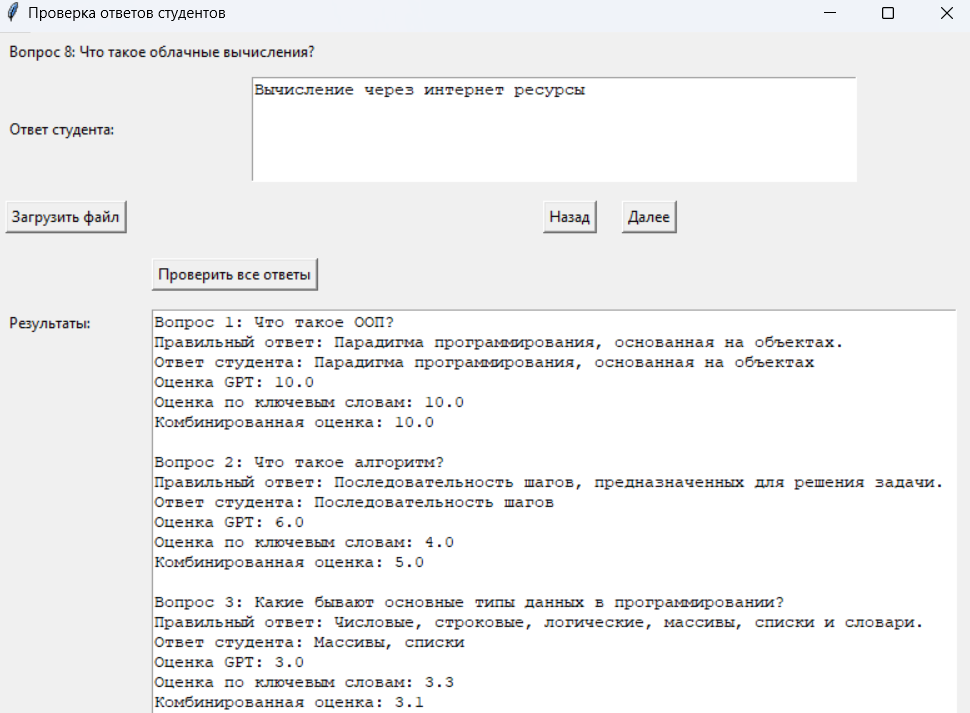 Проверка ответов студентов
Вопрос 8: Что такое облачные вычисления?
Вычисление через интернет ресурсы
Ответ студента:
Загрузить файл
Назад
Далее
Проверить все ответы
Результаты:
Вопрос 1: Что такое ООП?
Правильный ответ: Парадигма программирования, основанная на объектах.
Ответ студента: Парадигма программирования, основанная на объектах
Оценка GPT: 10.0
Оценка по ключевым словам: 10.0
Комбинированная оценка: 10.0
Вопрос 2: Что такое алгоритм?
Правильный ответ: Последовательность шагов, предназначенных для решения задачи.
Ответ студента: Последовательность шагов
Оценка GPT: 6.0
Оценка по ключевым словам: 4.0
Комбинированная оценка: 5.0
Вопрос 3: Какие бывают основные типы данных в программировании?
Правильный ответ: Числовые, строковые, логические, массивы, списки и словари.
Ответ студента: Массивы, списки
Оценка GPT: 3.0
Оценка по ключевым словам: 3.3
Комбинированная оценка: 3.1